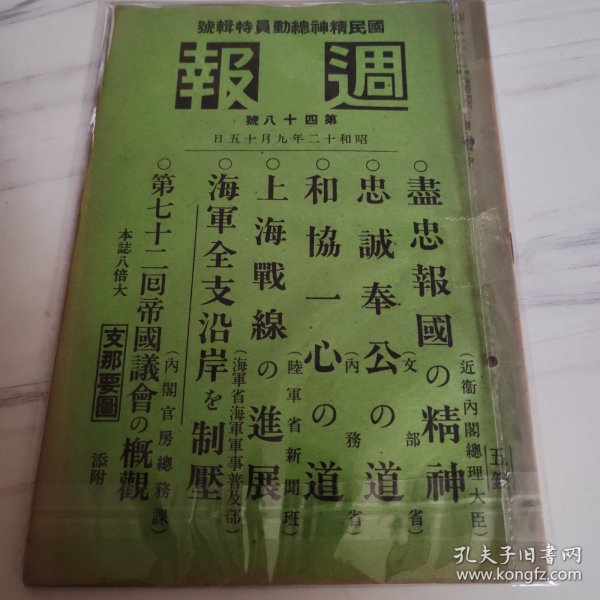 號輯特員動總神精民國
週報
號八十四第
日五十月九年二十和昭
○盡忠報國の精神
(近衞內閣總理大臣)
○忠誠奉公の道
(文部省)
○和協一心の道
(內務省)
○上海戰線の進展
(陸軍省新聞班)
○海軍全支沿岸を制壓
(海軍省海軍軍事普及部)
○第七十二回帝國議會の概觀
(內閣官房總務課)
本誌八倍大
支那要圖
添附
五錢
孔夫子旧书网
www.kongfz.com